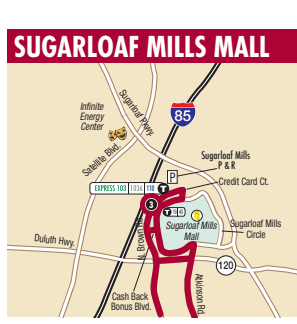 SUGARLOAF MILLS MALL
Infinite
Energy
Center
Sugarloaf Pkwy.
85
Satellite Blvd.
P
Sugarloaf Mills
P & R
EXPRESS 103 103A 110 T
Credit Card Ct.
3
T
N. Brown Rd.
Sugarloaf Mills
Mall
Sugarloaf Mills
Circle
Duluth Hwy.
120
Cash Back
Bonus Blvd.
Atkinson Rd.